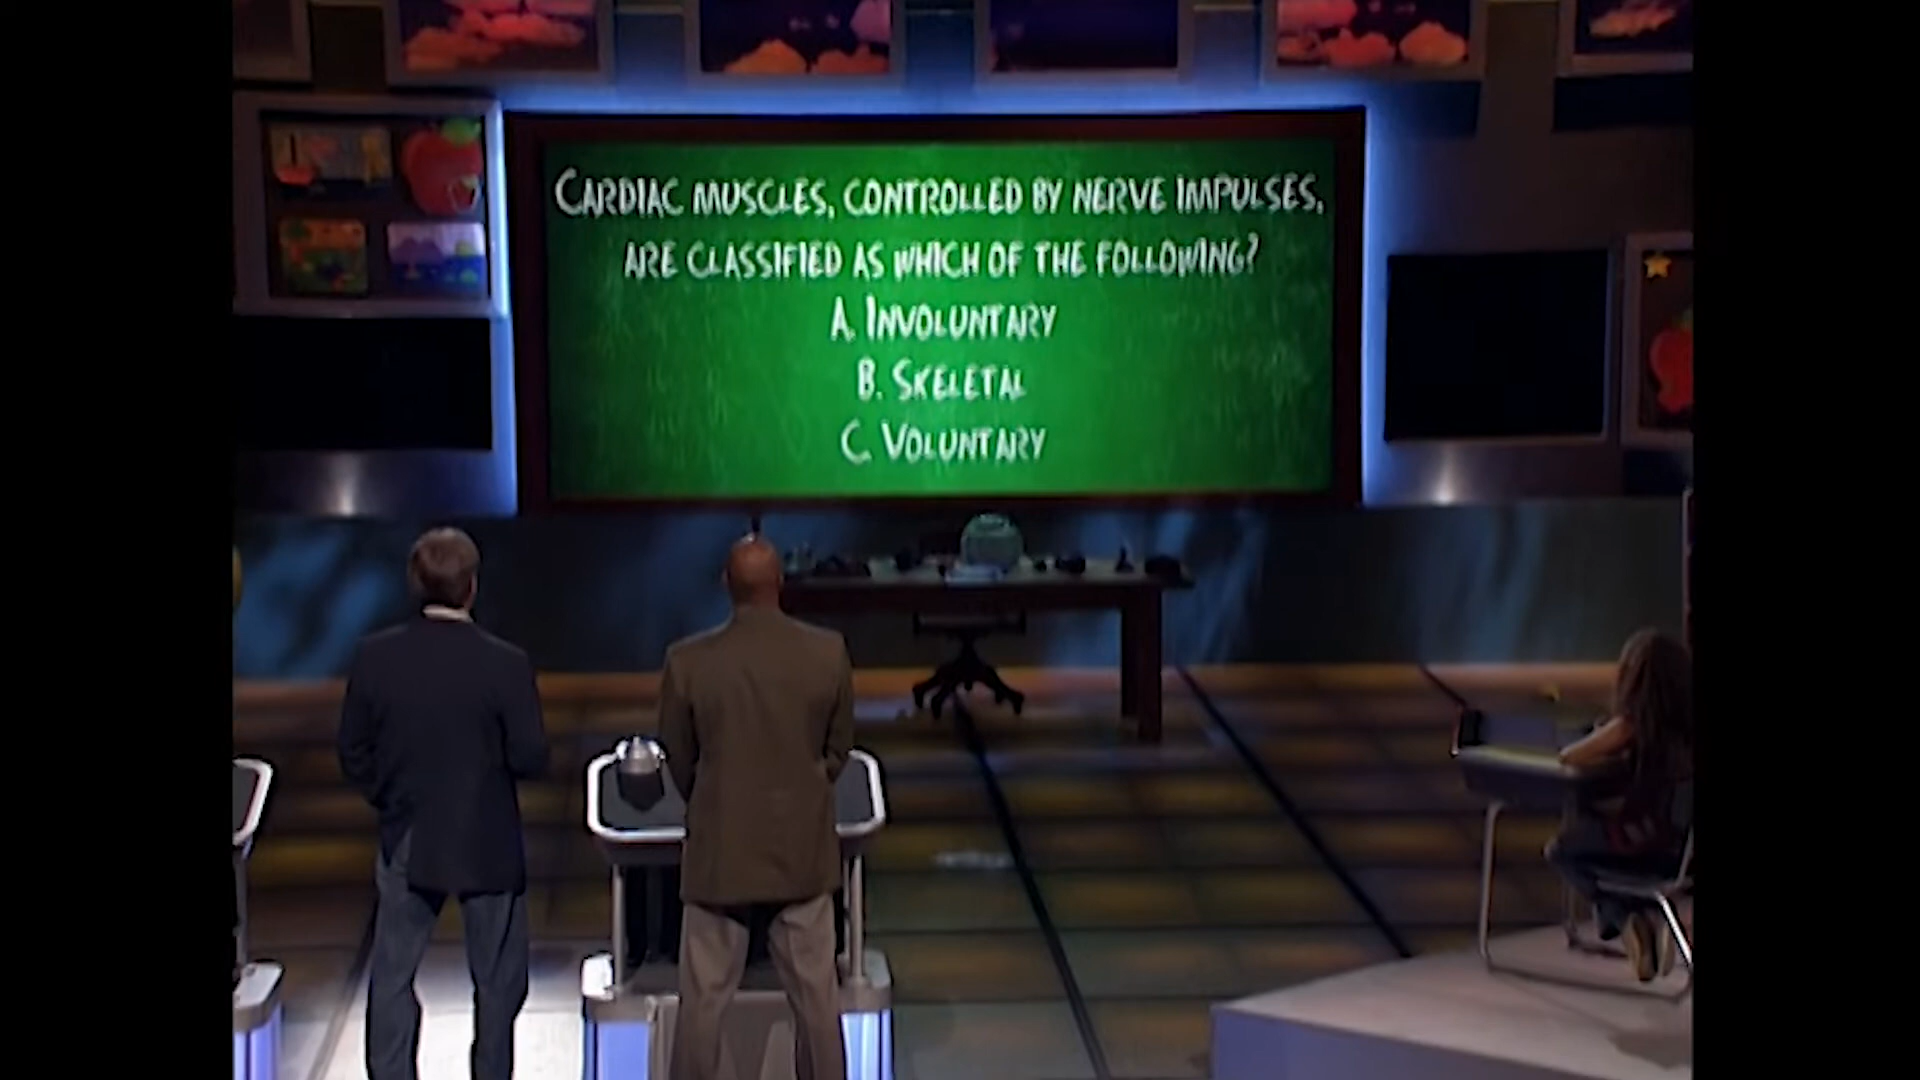 CARDIAC MUSCLES, CONTROLLED BY NERVE IMPULSES,
ARE CLASSIFIED AS WHICH OF THE FOLLOWING?
A. INVOLUNTARY
B. SKELETAL
C. VOLUNTARY